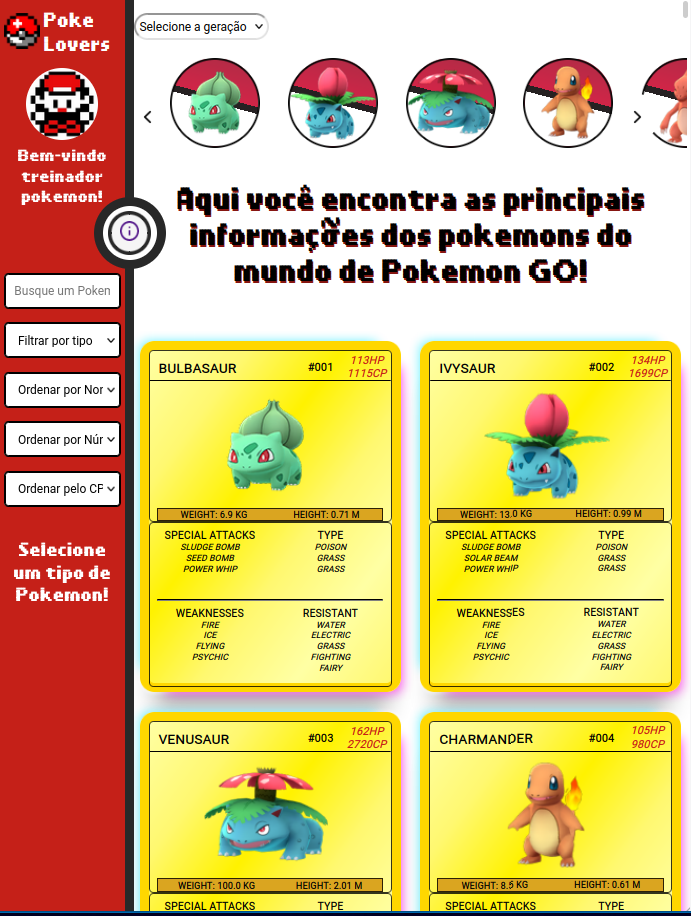 Poke
Lovers
Bem-vindo
treinador
pokemon!
Busque um Poken
Filtrar por tipo
Ordenar por Nor
Ordenar por Núr
Ordenar pelo CP
Selecione
um tipo de
Pokemon!
Selecione a geração
Aqui você encontra as principais
informações dos pokemons do
mundo de Pokemon GO!
BULBASAUR #001 113HP
1115CP
WEIGHT: 6.9 KG HEIGHT: 0.71 M
SPECIAL ATTACKS TYPE
SLUDGE BOMB POISON
SEED BOMB GRASS
POWER WHIP GRASS
WEAKNESSES RESISTANT
FIRE WATER
ICE ELECTRIC
FLYING GRASS
PSYCHIC FIGHTING
FAIRY
IVYSAUR #002 134HP
1699CP
WEIGHT: 13.0 KG HEIGHT: 0.99 M
SPECIAL ATTACKS TYPE
SLUDGE BOMB POISON
SOLAR BEAM GRASS
POWER WHIP GRASS
WEAKNESSES RESISTANT
FIRE WATER
ICE ELECTRIC
FLYING GRASS
PSYCHIC FIGHTING
FAIRY
VENUSAUR #003 162HP
2720CP
WEIGHT: 100.0 KG HEIGHT: 2.01 M
SPECIAL ATTACKS TYPE
CHARMANDER #004 105HP
980CP
WEIGHT: 8.5 KG HEIGHT: 0.61 M
SPECIAL ATTACKS TYPE